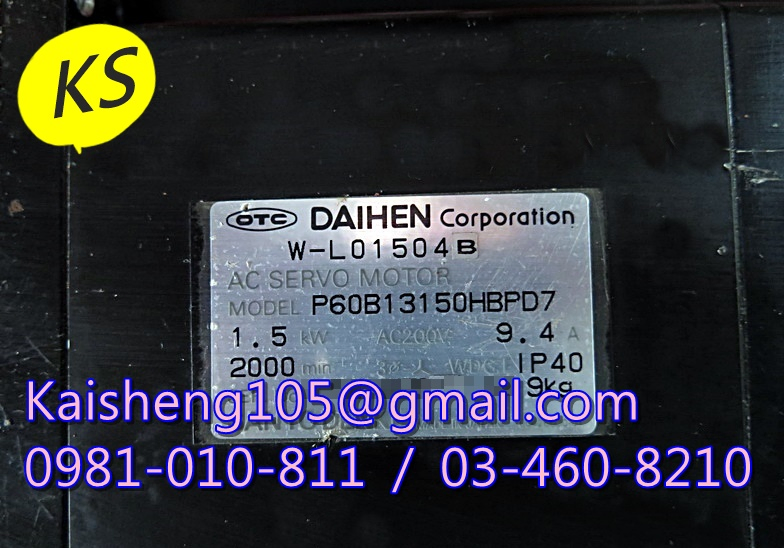 KS
OTC DAIHEN Corporation
W-L01504B
AC SERVO MOTOR
MODEL P60B13150HBPD7
1.5 kW AC200V 9.4 A
2000 min IP40
9kg
Kaisheng105@gmail.com
0981-010-811 / 03-460-8210